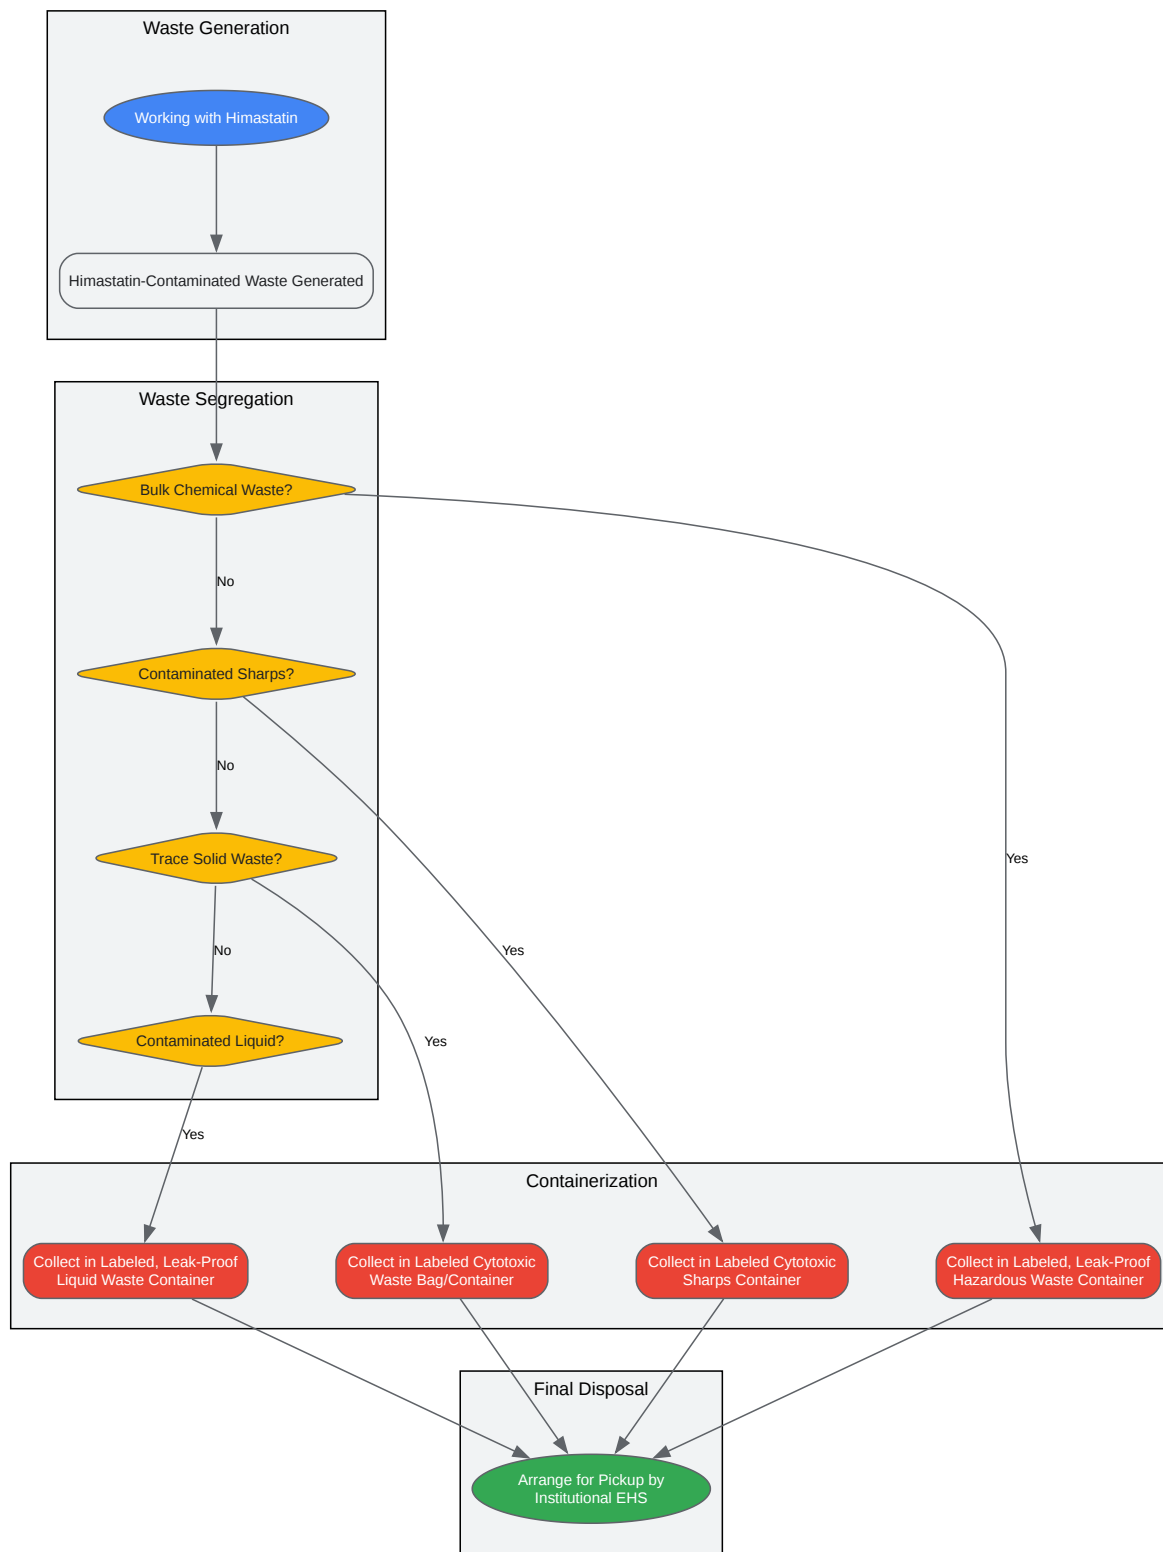 Waste Generation
Working with Himastatin
Himastatin-Contaminated Waste Generated
Waste Segregation
Bulk Chemical Waste?
No
Contaminated Sharps?
No
Trace Solid Waste?
Yes
No
Yes
Contaminated Liquid?
Yes
Yes
Containerization
Collect in Labeled, Leak-Proof
Liquid Waste Container
Collect in Labeled Cytotoxic
Waste Bag/Container
Collect in Labeled Cytotoxic
Sharps Container
Collect in Labeled, Leak-Proof
Hazardous Waste Container
Final Disposal
Arrange for Pickup by
Institutional EHS